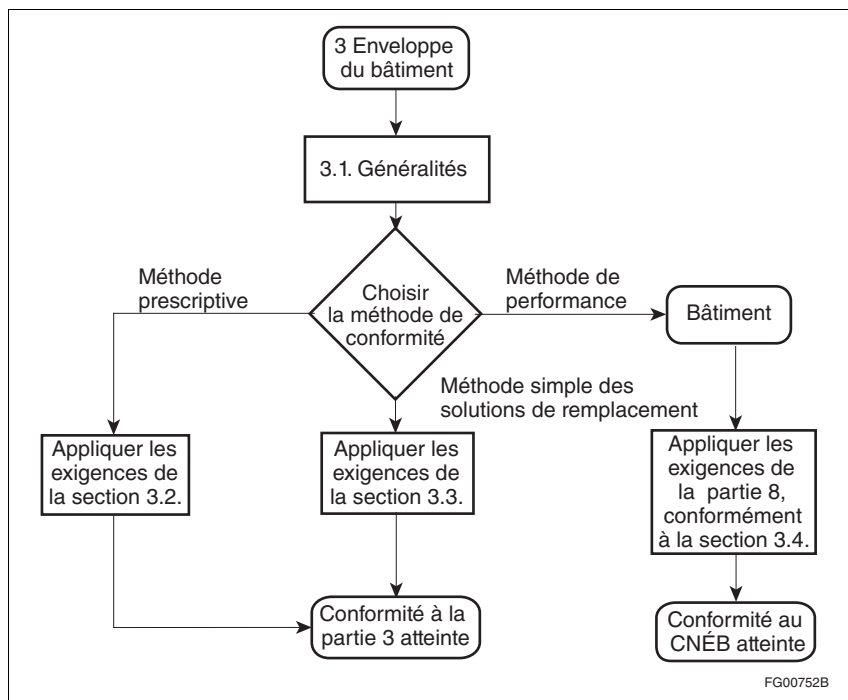 3 Enveloppe
du bâtiment
3.1. Généralités
Méthode
prescriptive
Choisir
la méthode de
conformité
Méthode de
performance
Bâtiment
Méthode simple des
solutions de remplacement
Appliquer les
exigences de
la section 3.2.
Appliquer les
exigences de
la section 3.3.
Appliquer les
exigences de
la partie 8,
conformément
à la section 3.4.
Conformité à la
partie 3 atteinte
Conformité au
CNÉB atteinte
FG00752B